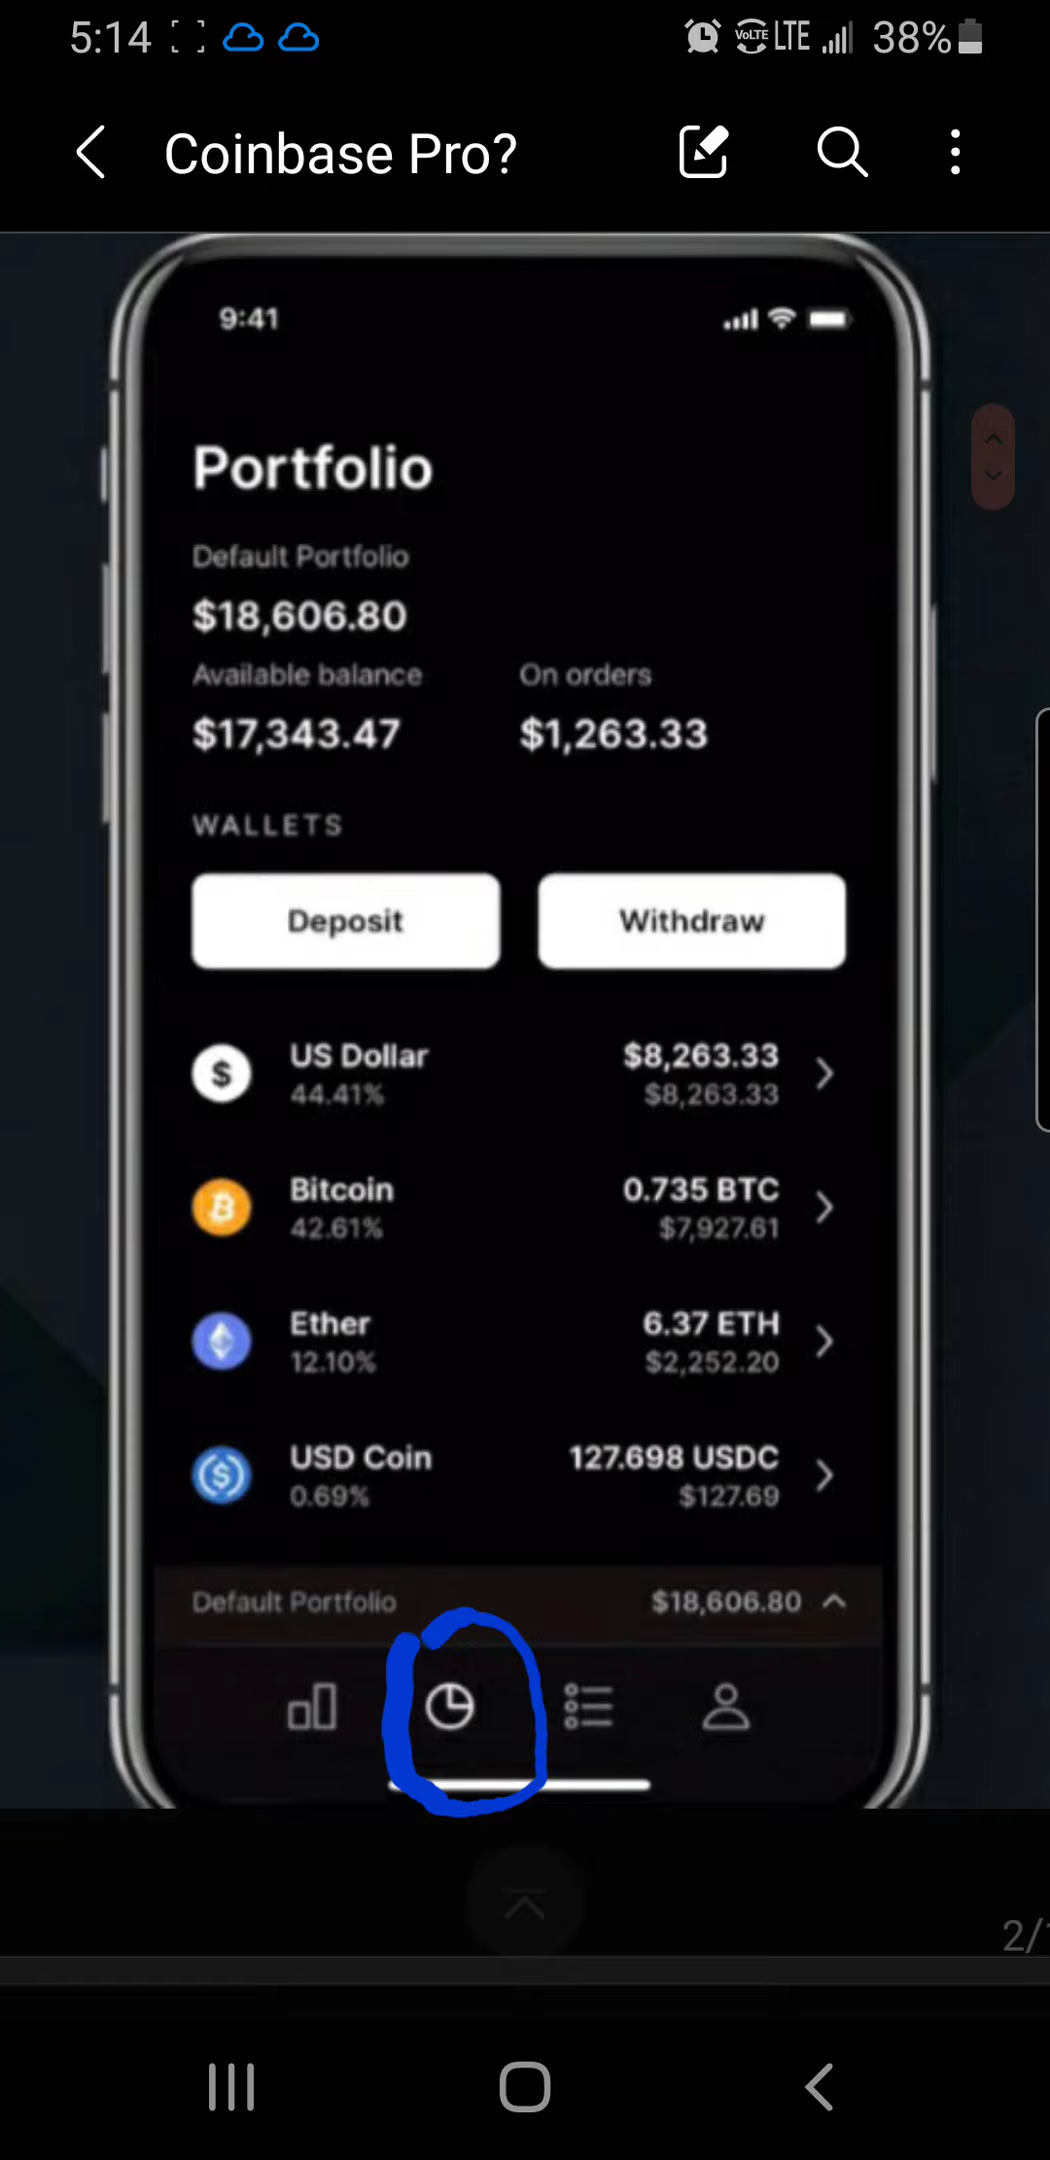 5:14 VoLTE LTE 38%
Coinbase Pro?
9:41
Portfolio
Default Portfolio
$18,606.80
Available balance On orders
$17,343.47 $1,263.33
WALLETS
Deposit Withdraw
US Dollar $8,263.33
44.41% $8,263.33
Bitcoin 0.735 BTC
42.61% $7,927.61
Ether 6.37 ETH
12.10% $2,252.20
USD Coin 127.698 USDC
0.69% $127.69
Default Portfolio $18,606.80
2/